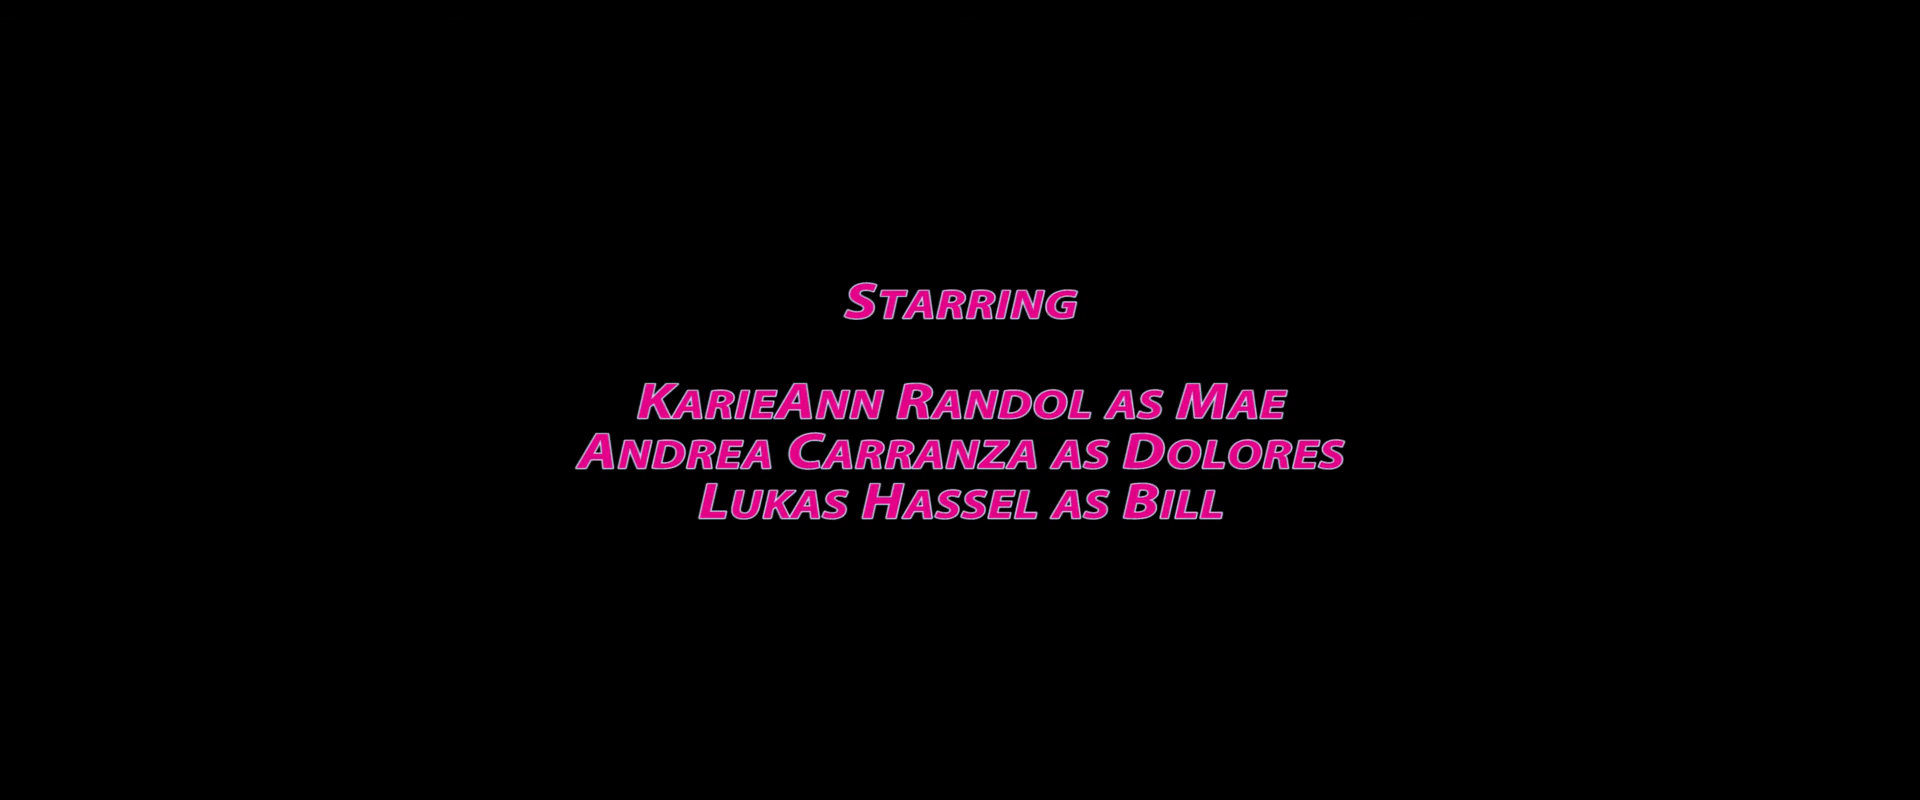 Starring
KarieAnn Randol as Mae
Andrea Carranza as Dolores
Lukas Hassel as Bill